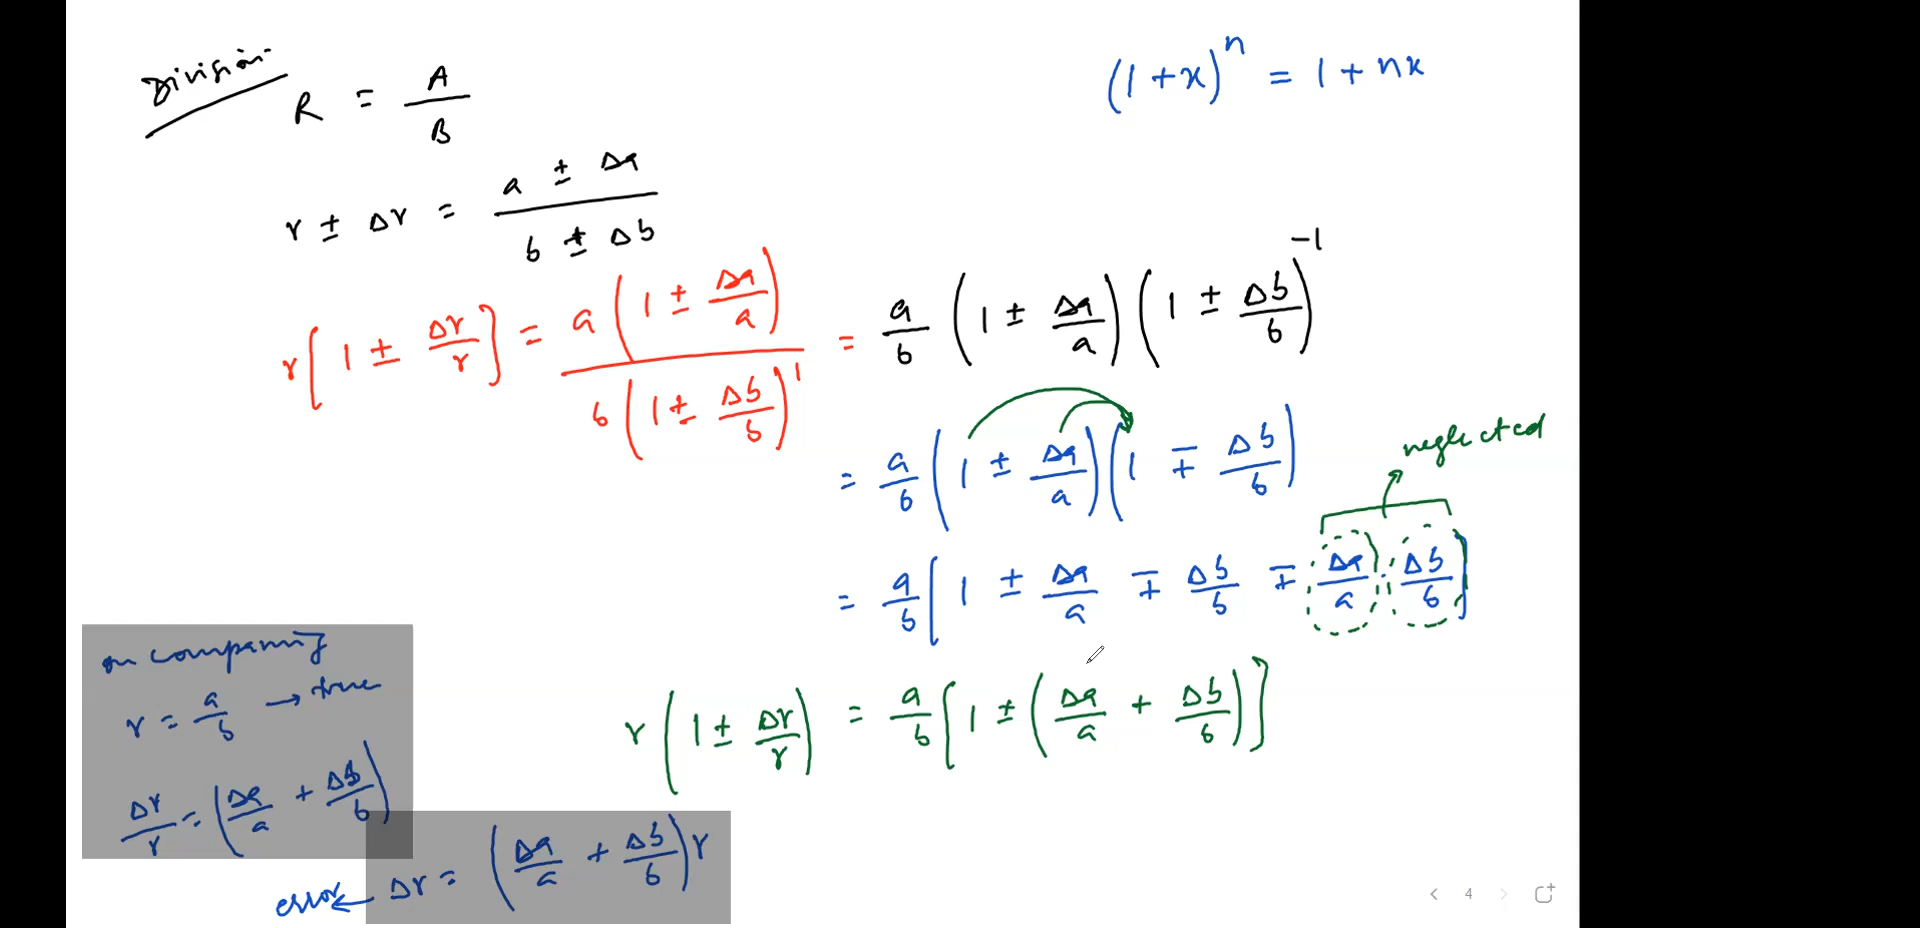 Division
R = A/B
(1 + x)^n = 1 + nx
r ± Δr = (a ± Δa)/(b ± Δb)
r[1 ± Δr/r] = a(1 ± Δa/a) / b(1 ± Δb/b)^1 = a/b (1 ± Δa/a)(1 ± Δb/b)^-1
= a/b (1 ± Δa/a)(1 ∓ Δb/b)
neglected
= a/b [1 ± Δa/a ∓ Δb/b ∓ Δa/a · Δb/b]
r(1 ± Δr/r) = a/b [1 ± (Δa/a + Δb/b)]
on comparing
r = a/b → true
Δr/r = (Δa/a + Δb/b)
error ← Δr = (Δa/a + Δb/b) r
4